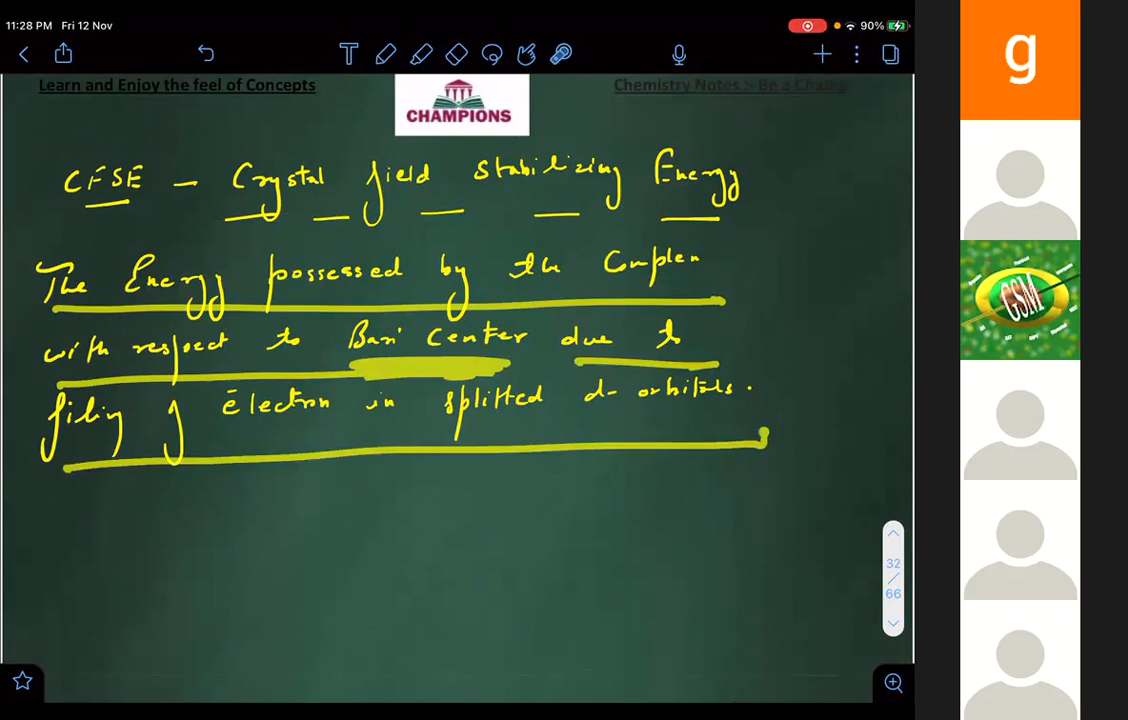 11:28 PM Fri 12 Nov
90%
Learn and Enjoy the feel of Concepts
CHAMPIONS
Chemistry Notes :- Be a Champ
g
CFSE - Crystal field stabilizing Energy
The Energy possessed by the Complex
with respect to Bari Center due to
filing of electron in splitted d- orbitals.
GSM
32
66